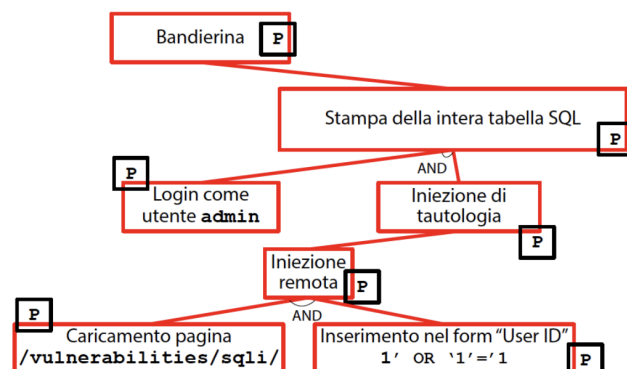 Bandierina
P
Stampa della intera tabella SQL
P
AND
P
Login come
utente admin
Iniezione di
tautologia
P
Iniezione
remota
P
AND
P
Caricamento pagina
/vulnerabilities/sqli/
Inserimento nel form “User ID”
1’ OR ‘1’=’1
P